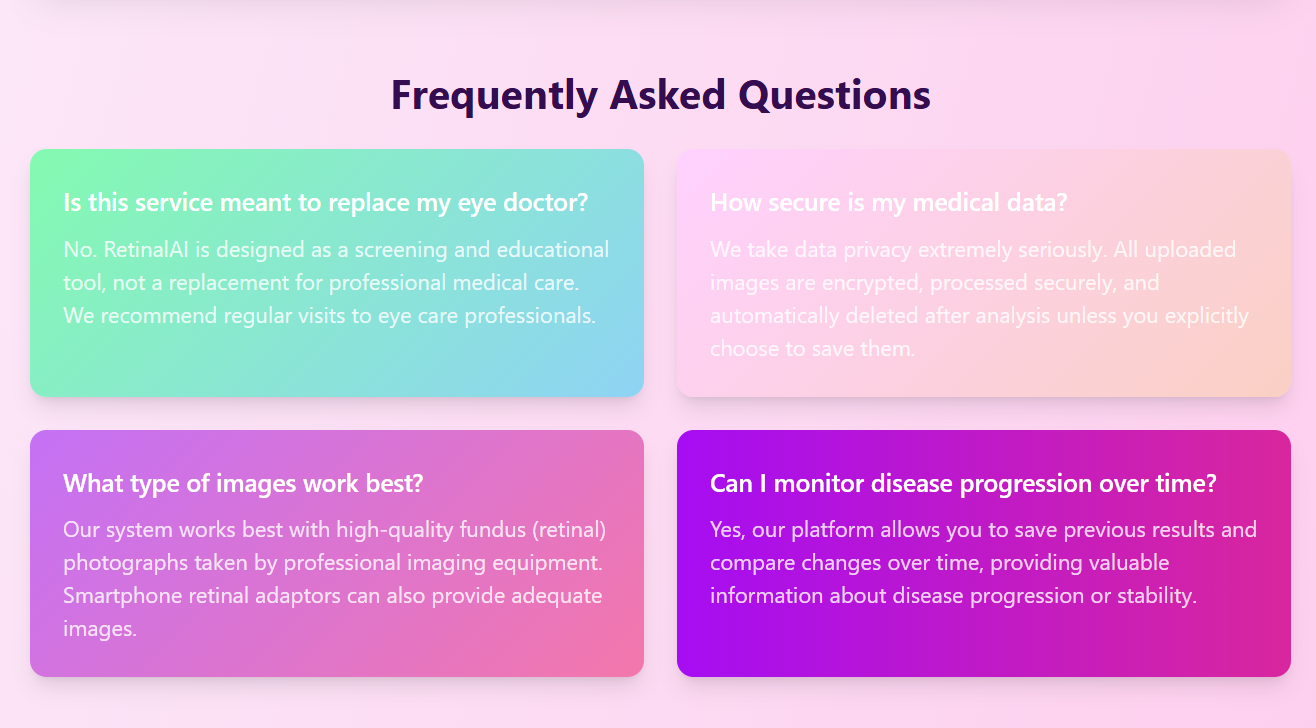 Frequently Asked Questions
Is this service meant to replace my eye doctor?
No. RetinalAI is designed as a screening and educational
tool, not a replacement for professional medical care.
We recommend regular visits to eye care professionals.
How secure is my medical data?
We take data privacy extremely seriously. All uploaded
images are encrypted, processed securely, and
automatically deleted after analysis unless you explicitly
choose to save them.
What type of images work best?
Our system works best with high-quality fundus (retinal)
photographs taken by professional imaging equipment.
Smartphone retinal adaptors can also provide adequate
images.
Can I monitor disease progression over time?
Yes, our platform allows you to save previous results and
compare changes over time, providing valuable
information about disease progression or stability.